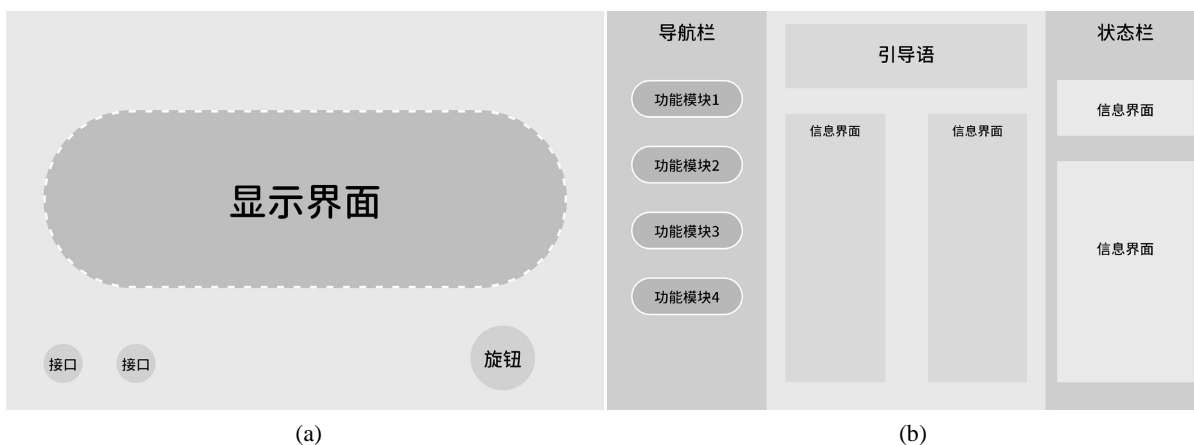 显示界面
接口
接口
旋钮
(a)
导航栏
功能模块1
功能模块2
功能模块3
功能模块4
引导语
信息界面
信息界面
状态栏
信息界面
信息界面
(b)